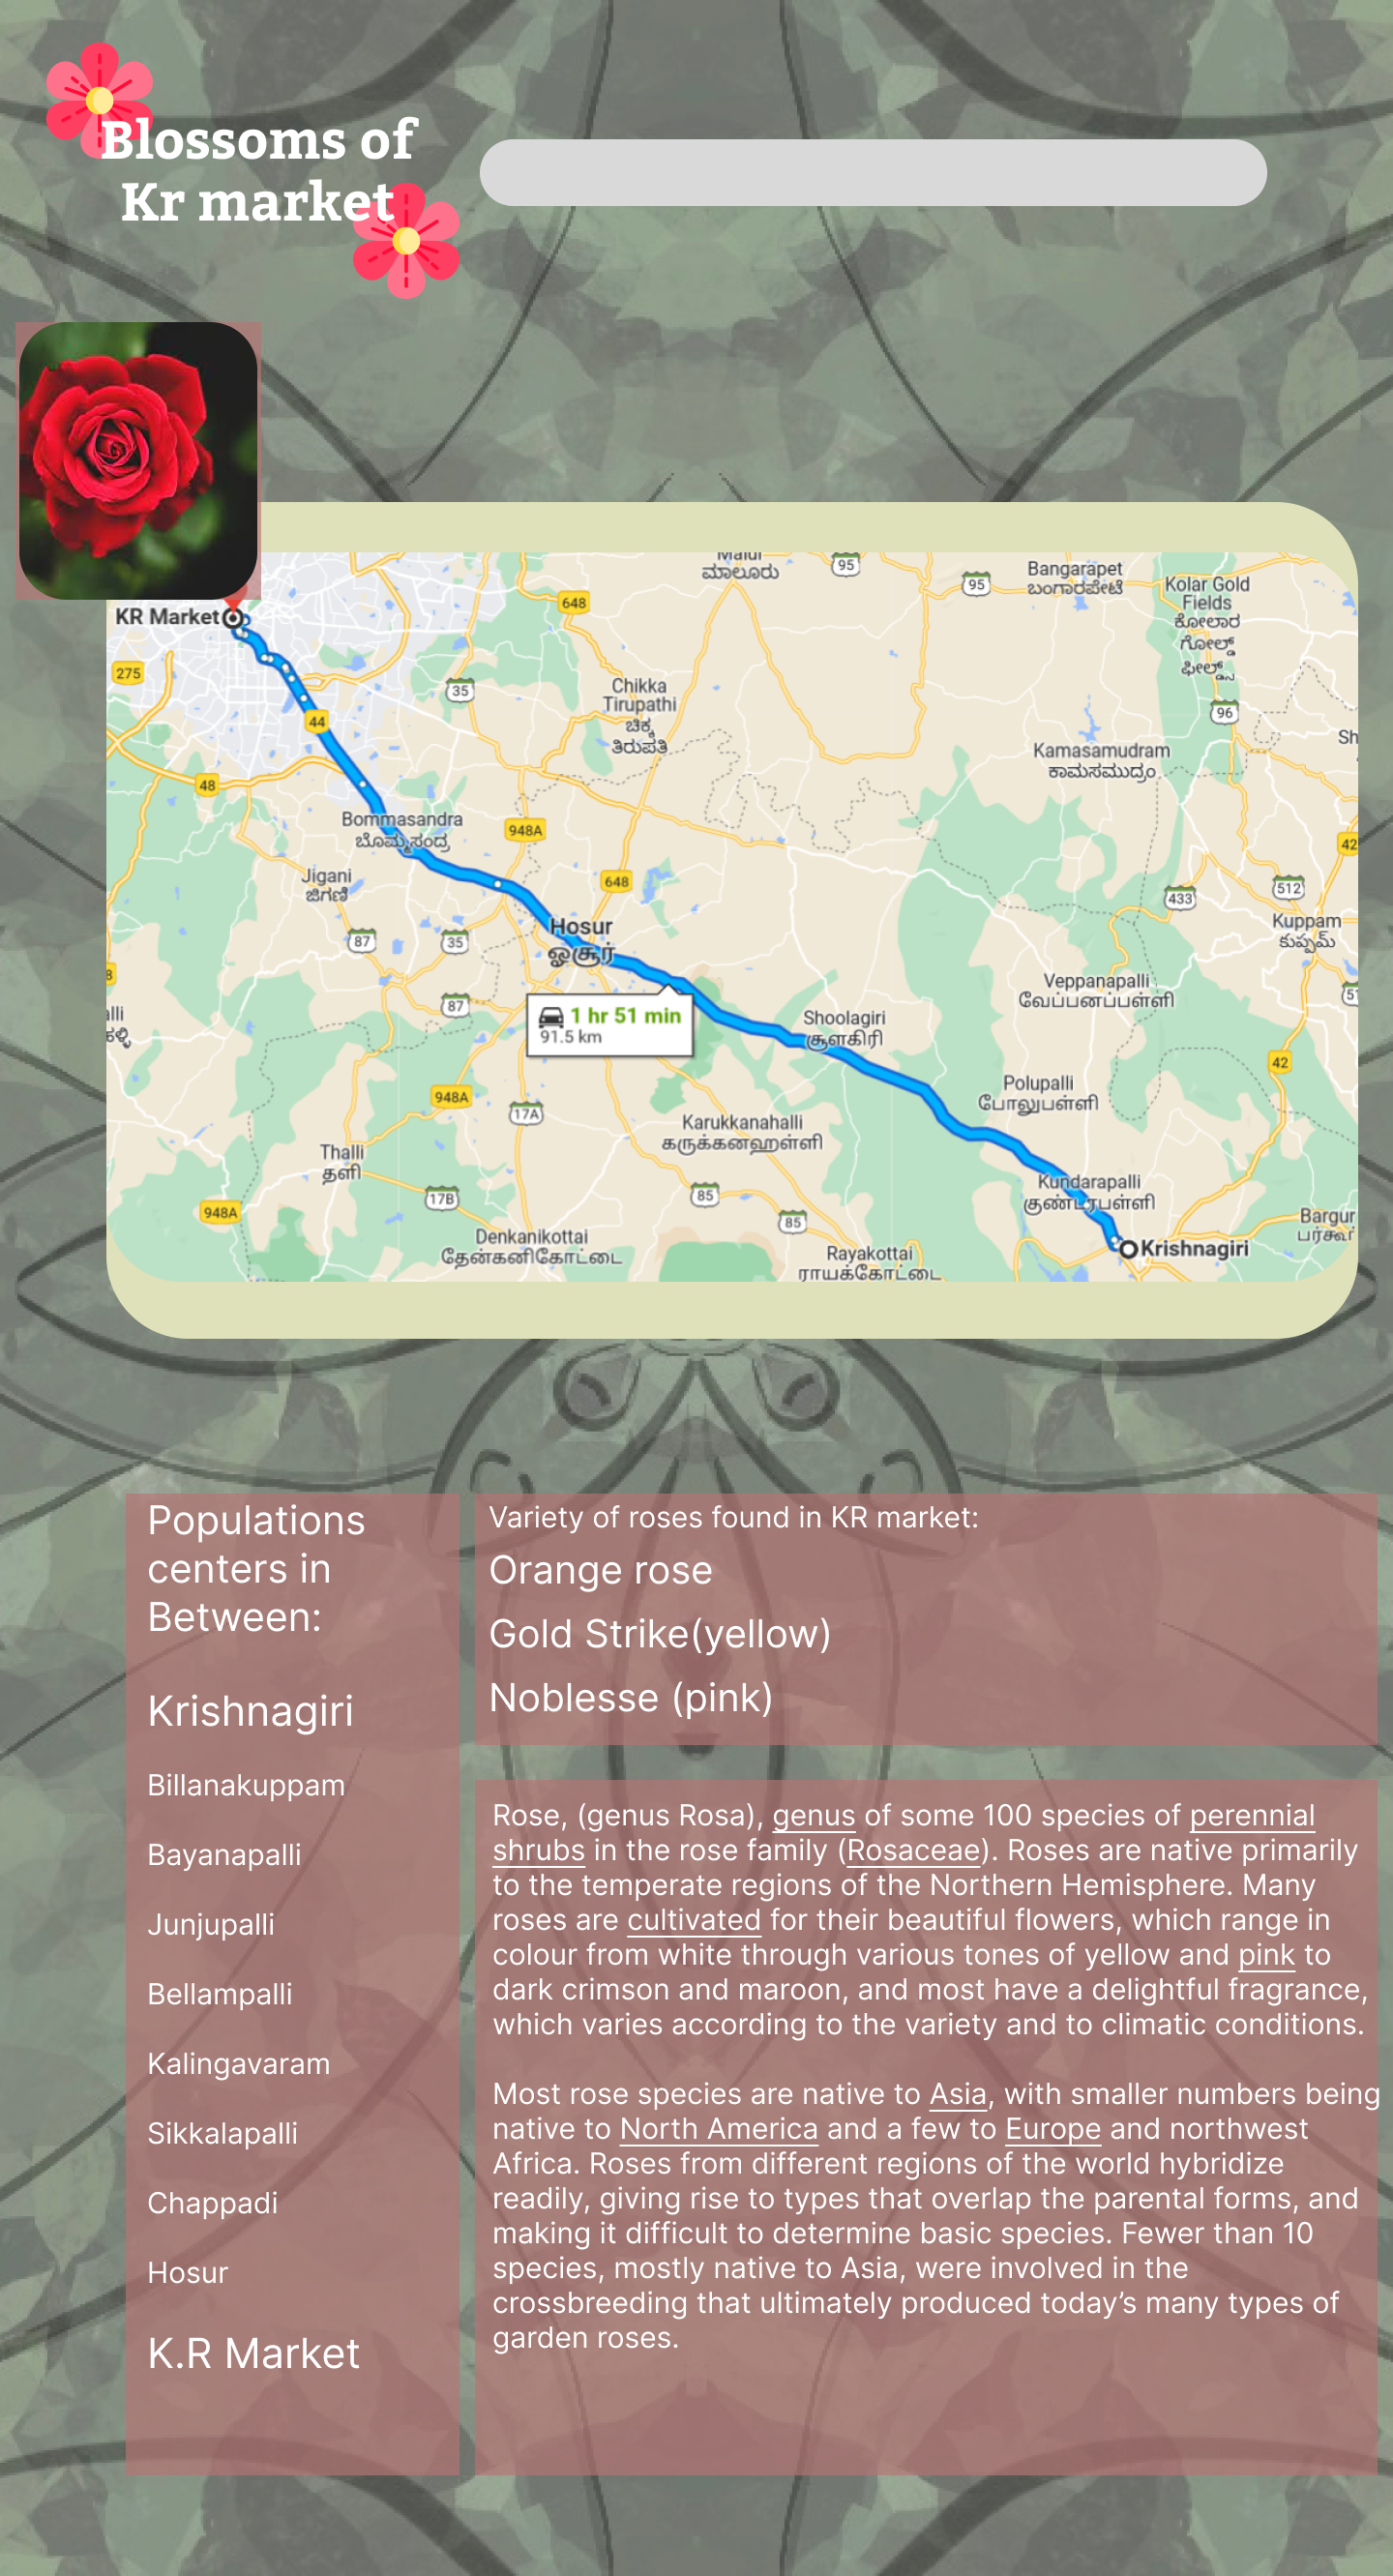 Blossoms of
Kr market
Malur
ಮಾಲೂರು
95
Bangarapet
ಬಂಗಾರಪೇಟೆ
95
Kolar Gold
Fields
ಕೋಲಾರ
ಗೋಲ್ಡ್
ಫೀಲ್ಡ್ಸ್
648
KR Market
275
35
Chikka
Tirupathi
ಚಿಕ್ಕ
ತಿರುಪತಿ
96
44
Sh
Kamasamudram
ಕಾಮಸಮುದ್ರಂ
48
Bommasandra
ಬೊಮ್ಮಸಂದ್ರ
948A
42
Jigani
ಜಿಗಣಿ
648
512
433
Kuppam
కుప్పమ్
87
35
Hosur
ஓசூர்
8
Veppanapalli
வேப்பனப்பள்ளி
51
87
1 hr 51 min
91.5 km
Shoolagiri
சூளகிரி
alli
ಹಳ್ಳಿ
42
Polupalli
போலுபள்ளி
948A
17A
Karukkanahalli
கருக்கனஹள்ளி
Thalli
தளி
17B
85
Kundarapalli
குண்டரபள்ளி
948A
85
Bargur
பர்கூர்
Denkanikottai
தேன்கனிகோட்டை
Rayakottai
ராயக்கோட்டை
Krishnagiri
Populations
centers in
Between:
Krishnagiri
Billanakuppam
Bayanapalli
Junjupalli
Bellampalli
Kalingavaram
Sikkalapalli
Chappadi
Hosur
K.R Market
Variety of roses found in KR market:
Orange rose
Gold Strike(yellow)
Noblesse (pink)
Rose, (genus Rosa), genus of some 100 species of perennial
shrubs in the rose family (Rosaceae). Roses are native primarily
to the temperate regions of the Northern Hemisphere. Many
roses are cultivated for their beautiful flowers, which range in
colour from white through various tones of yellow and pink to
dark crimson and maroon, and most have a delightful fragrance,
which varies according to the variety and to climatic conditions.
Most rose species are native to Asia, with smaller numbers being
native to North America and a few to Europe and northwest
Africa. Roses from different regions of the world hybridize
readily, giving rise to types that overlap the parental forms, and
making it difficult to determine basic species. Fewer than 10
species, mostly native to Asia, were involved in the
crossbreeding that ultimately produced today’s many types of
garden roses.